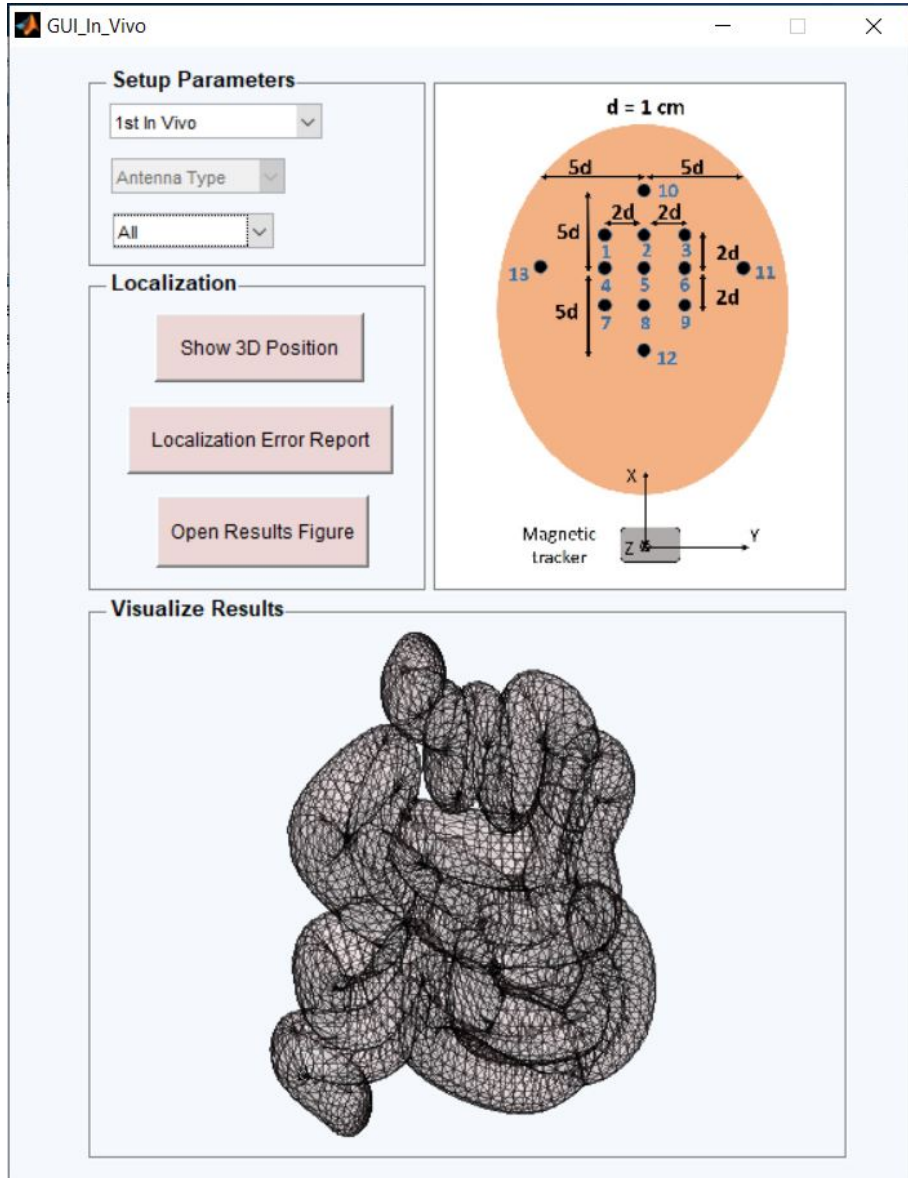 GUI_In_Vivo
Setup Parameters
1st In Vivo
Antenna Type
All
Localization
Show 3D Position
Localization Error Report
Open Results Figure
d = 1 cm
5d 5d
10
2d 2d
5d
1 2 3
2d
13 11
4 5 6
5d 2d
7 8 9
12
X
Magnetic
tracker
Z Y
Visualize Results